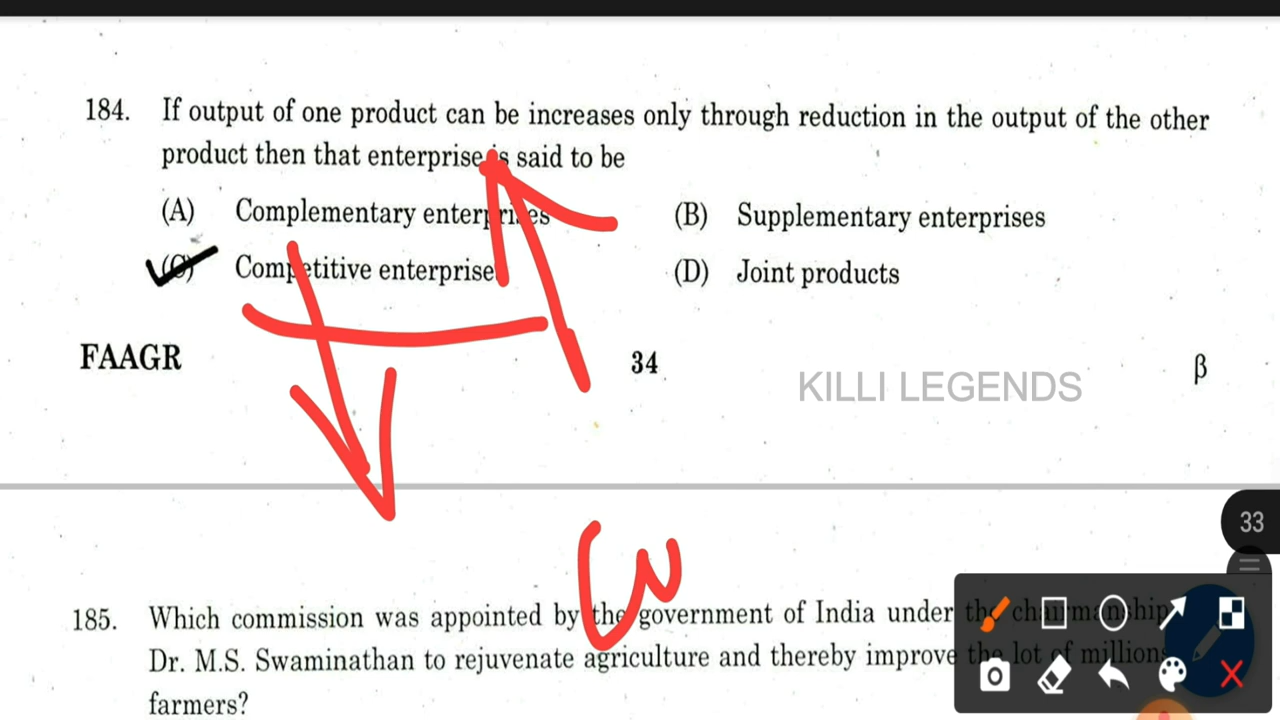 184. If output of one product can be increases only through reduction in the output of the other
product then that enterprise is said to be
(A) Complementary enterprises (B) Supplementary enterprises
(C) Competitive enterprise (D) Joint products
FAAGR 34 β
KILLI LEGENDS
33
185. Which commission was appointed by the government of India under the chairmanship
Dr. M.S. Swaminathan to rejuvenate agriculture and thereby improve the lot of millions
farmers?